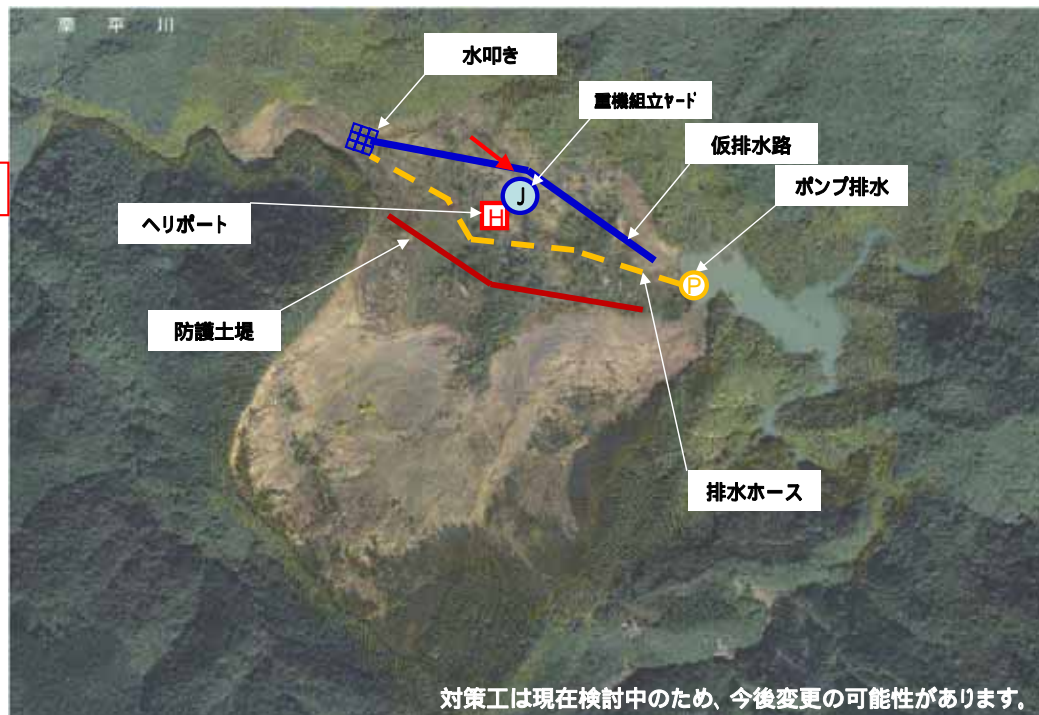 栗平川
水叩き
重機組立ヤード
仮排水路
ポンプ排水
ヘリポート
J
H
P
防護土堤
排水ホース
対策工は現在検討中のため、今後変更の可能性があります。